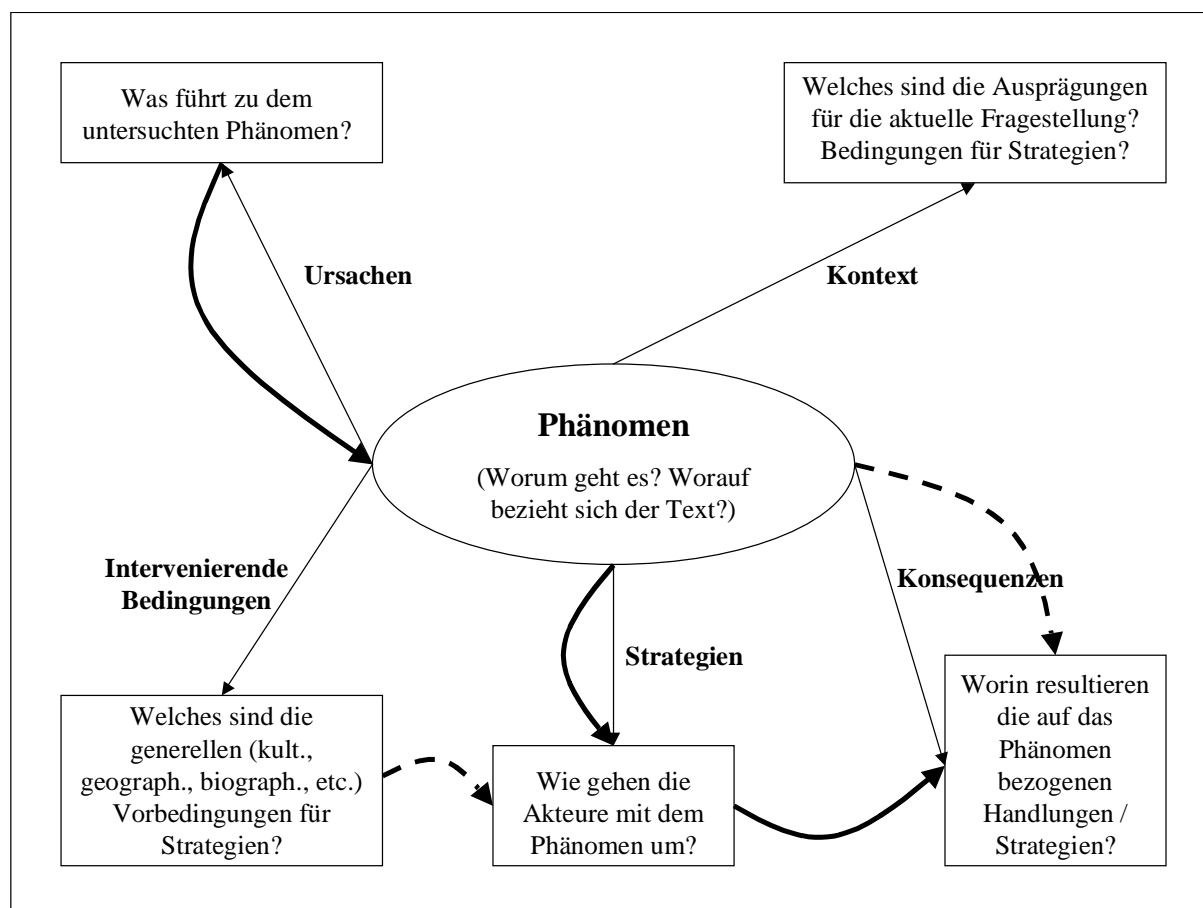 Was führt zu dem
untersuchten Phänomen?
Welches sind die Ausprägungen
für die aktuelle Fragestellung?
Bedingungen für Strategien?
Ursachen
Kontext
Phänomen
(Worum geht es? Worauf
bezieht sich der Text?)
Intervenierende
Bedingungen
Konsequenzen
Strategien
Welches sind die
generellen (kult.,
geograph., biograph., etc.)
Vorbedingungen für
Strategien?
Wie gehen die
Akteure mit dem
Phänomen um?
Worin resultieren
die auf das
Phänomen
bezogenen
Handlungen /
Strategien?